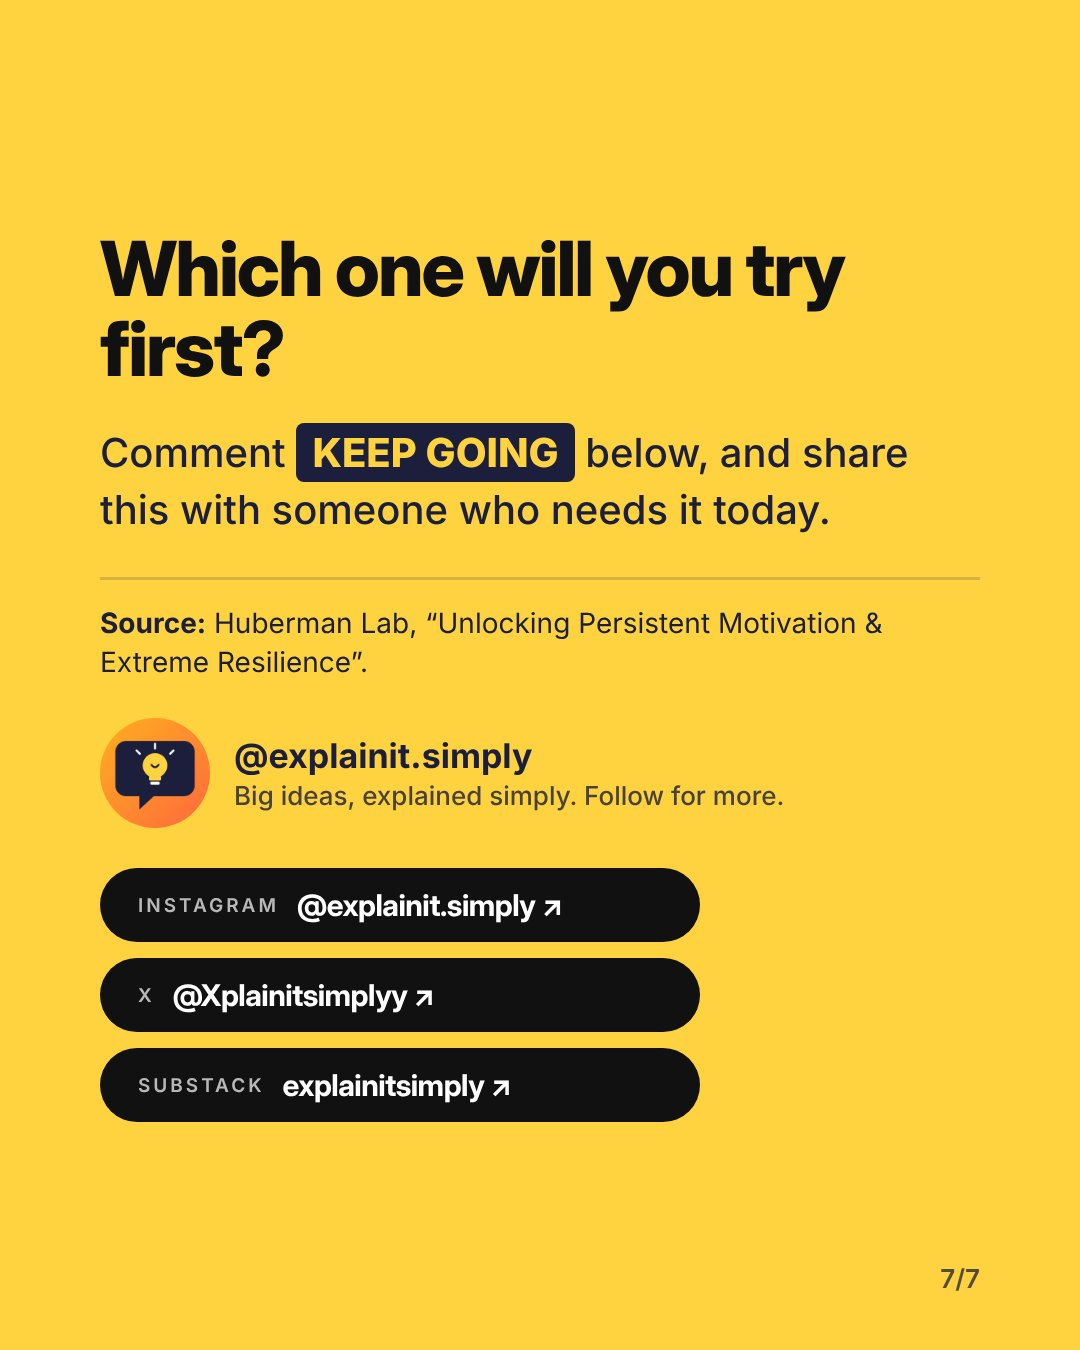 Which one will you try
first?
Comment KEEP GOING below, and share
this with someone who needs it today.
Source: Huberman Lab, “Unlocking Persistent Motivation &
Extreme Resilience”.
@explainit.simply
Big ideas, explained simply. Follow for more.
INSTAGRAM @explainit.simply ↗
X @Xplainitsimplyy ↗
SUBSTACK explainitsimply ↗
7/7